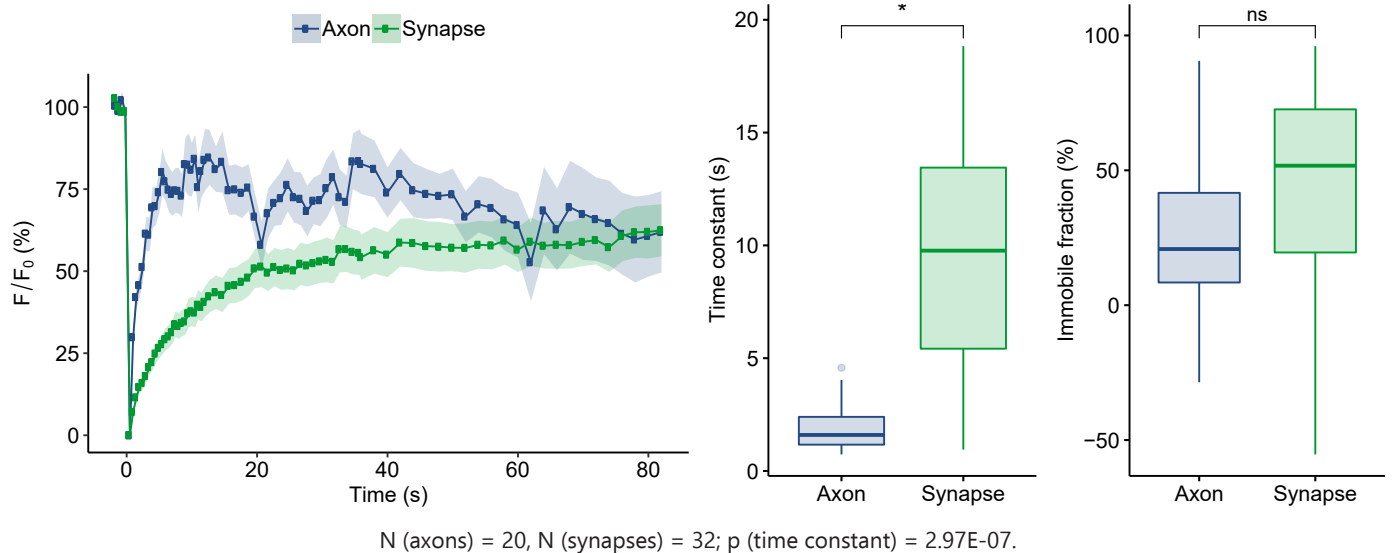 Axon Synapse
F/F₀ (%)
100
75
50
25
0
0 20 40 60 80
Time (s)
Time constant (s)
20
15
10
5
0
*
Axon Synapse
Immobile fraction (%)
100
50
0
−50
ns
Axon Synapse
N (axons) = 20, N (synapses) = 32; p (time constant) = 2.97E-07.